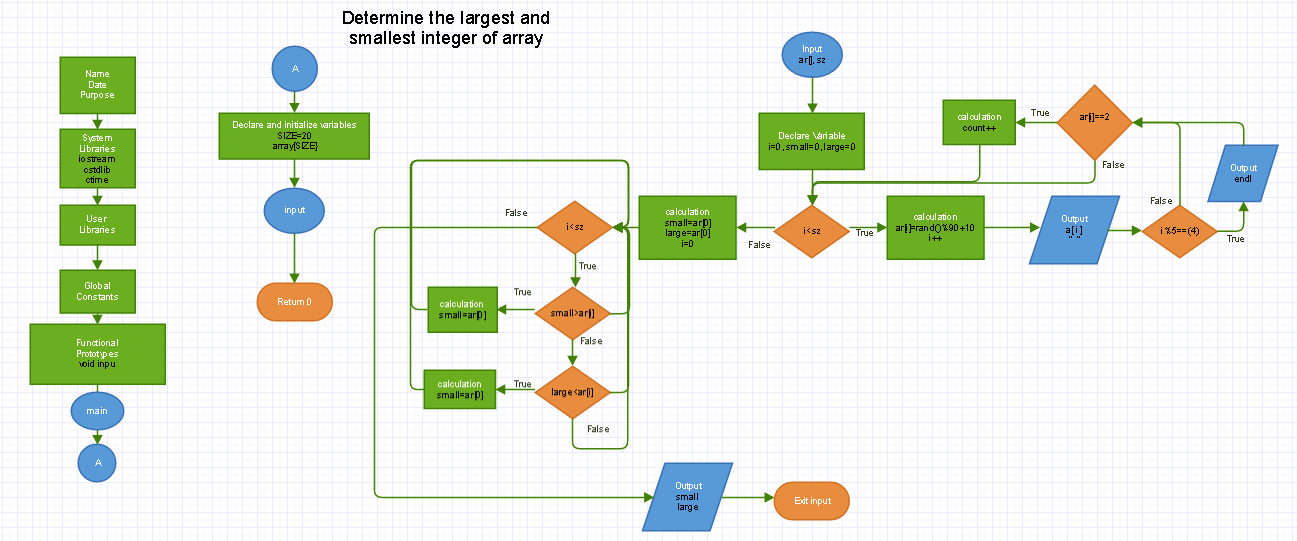 Determine the largest and
smallest integer of array
Name
Date
Purpose
System
Libraries
iostream
cstdlib
ctime
User
Libraries
Global
Constants
Functional
Prototypes
void inpu
main
A
A
Declare and initialize variables
SIZE=20
array[SIZE]
input
Return 0
Input
ar[], sz
Declare Variable
i=0, small=0, large=0
i<sz
True
False
calculation
ar[i]=rand()%90+10
i++
Output
a[i]
" "
i%5==(4)
False
True
Output
endl
ar[i]==2
True
False
calculation
count++
calculation
small=ar[0]
large=ar[0]
i=0
i<sz
False
True
small>ar[i]
True
False
calculation
small=ar[0]
large<ar[i]
True
False
calculation
small=ar[0]
Output
small
large
Exit input